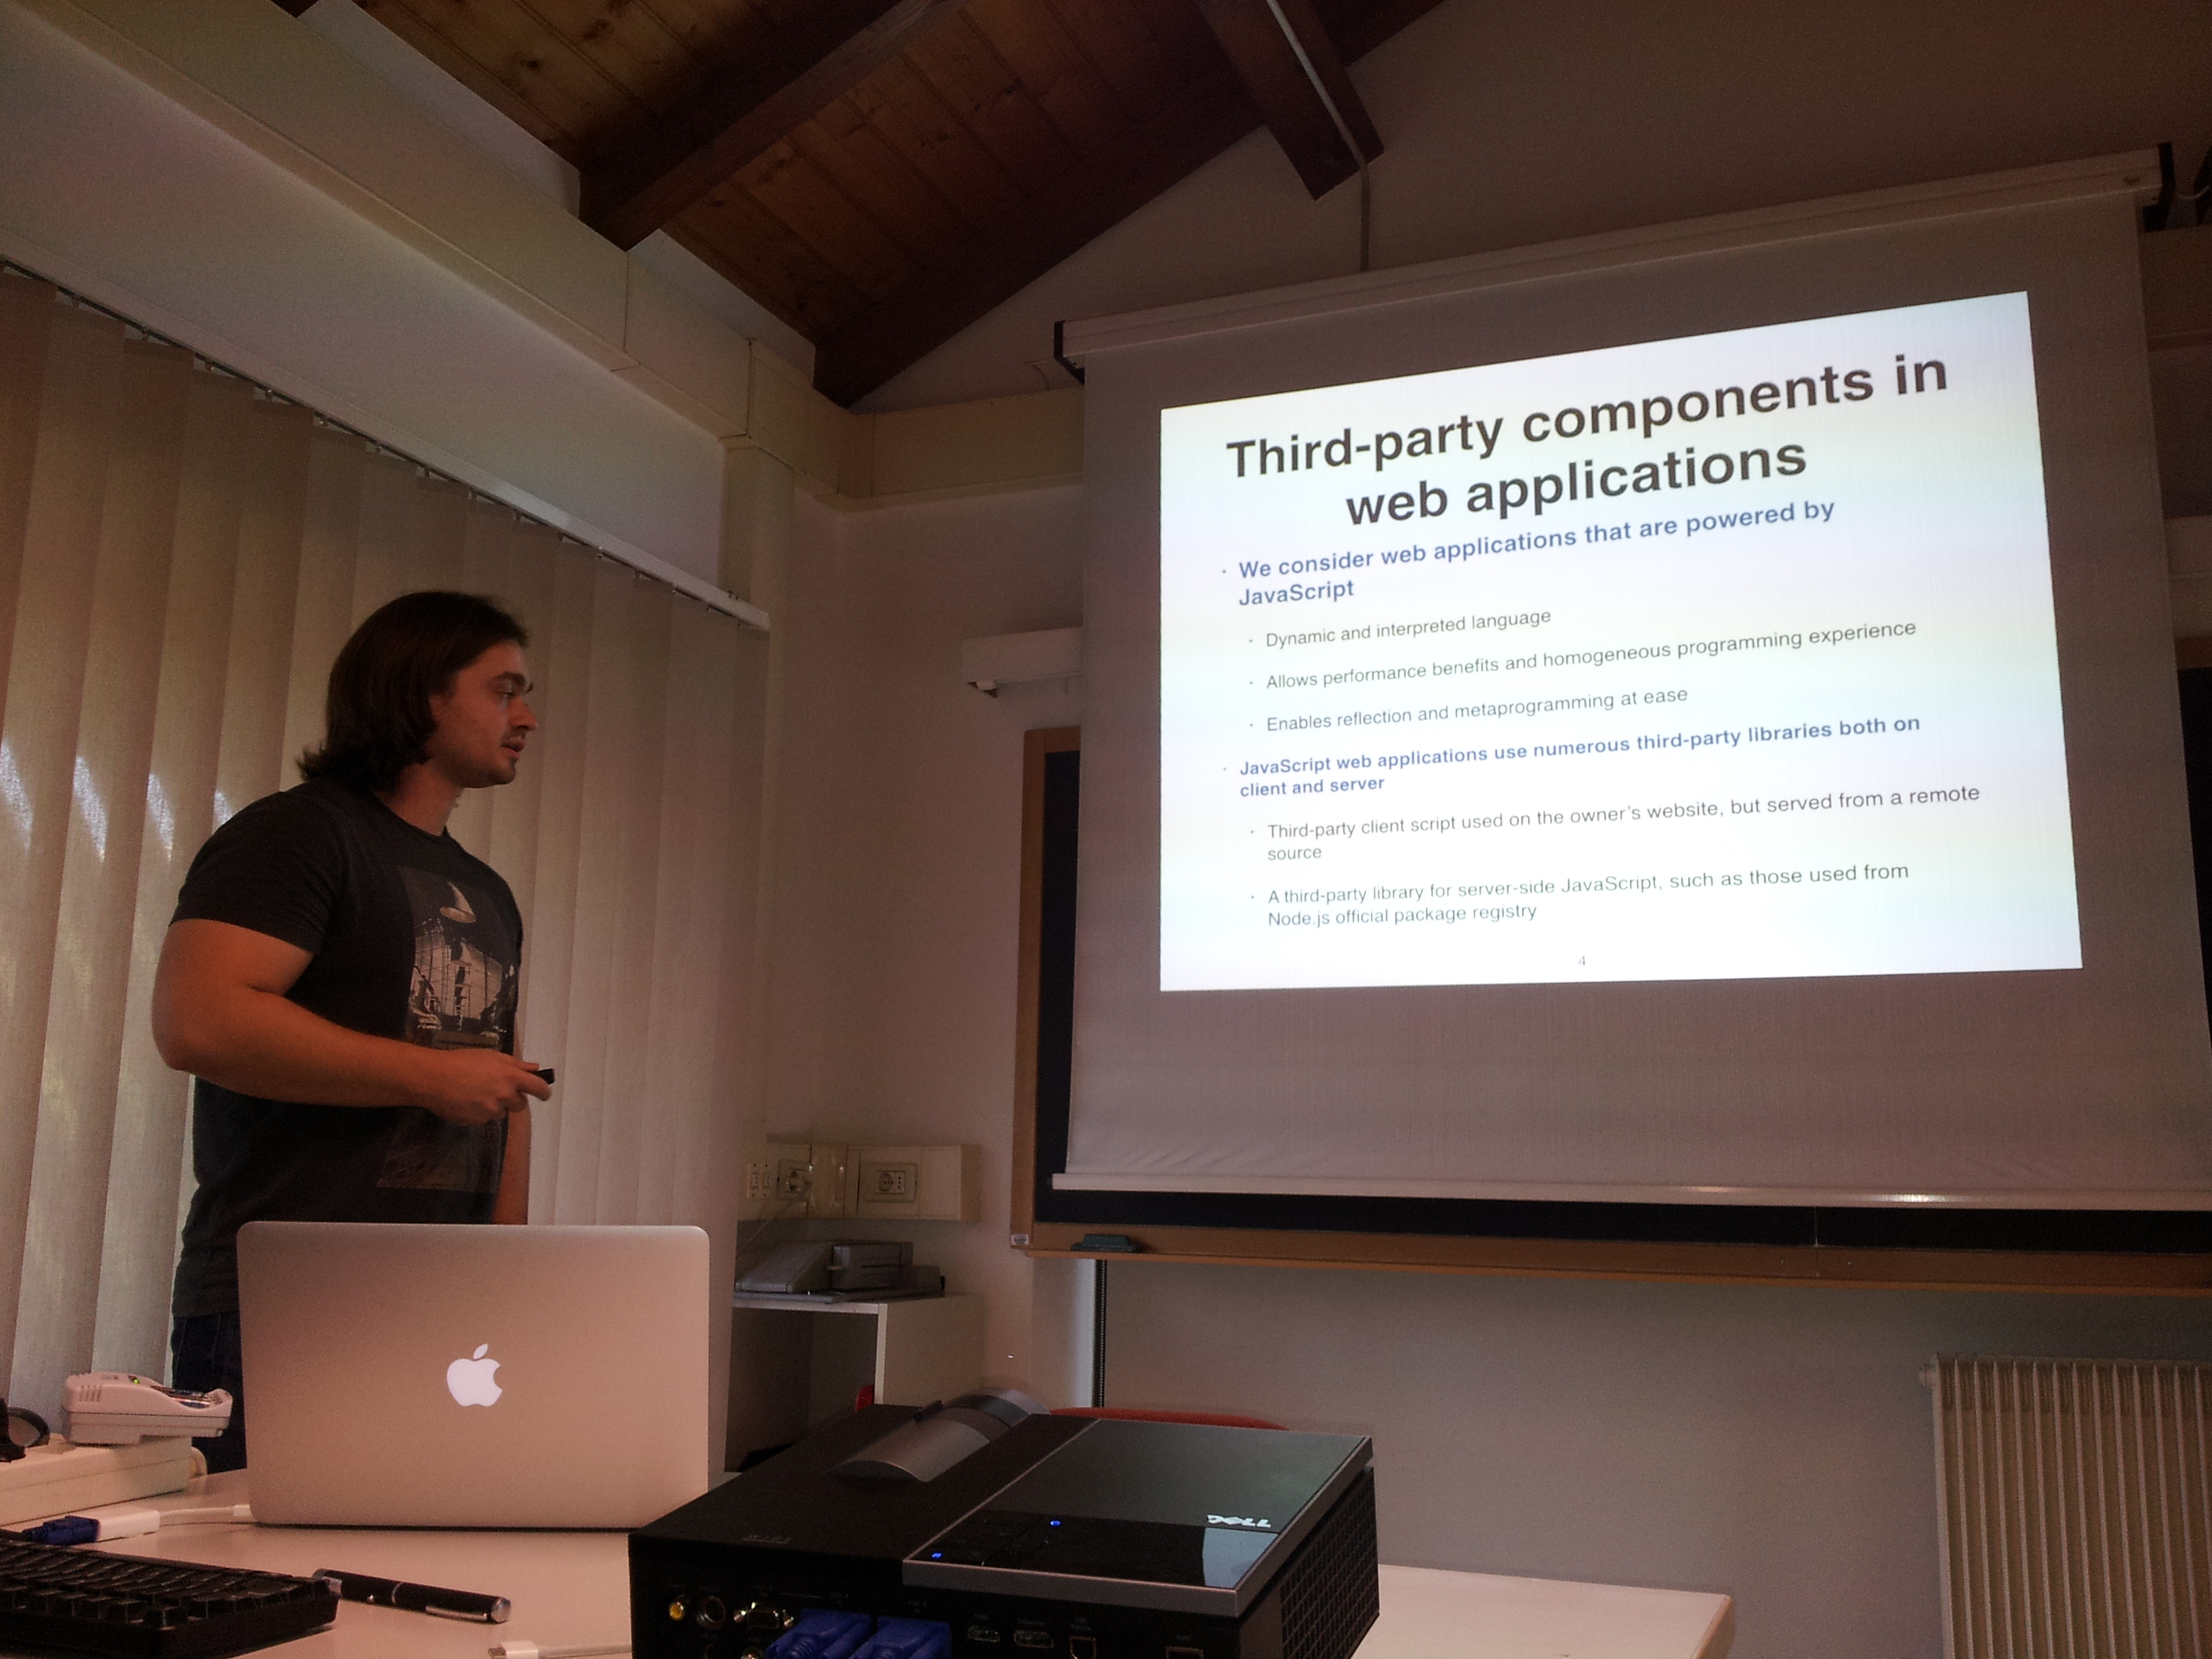 Third-party components in
web applications
· We consider web applications that are powered by
JavaScript
· Dynamic and interpreted language
· Allows performance benefits and homogeneous programming experience
· Enables reflection and metaprogramming at ease
· JavaScript web applications use numerous third-party libraries both on
client and server
· Third-party client script used on the owner's website, but served from a remote
source
· A third-party library for server-side JavaScript, such as those used from
Node.js official package registry
4
DELL